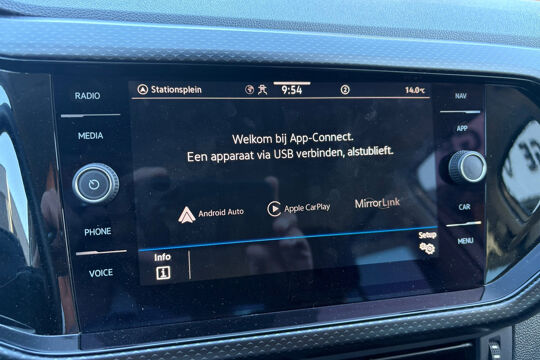 RADIO
MEDIA
PHONE
VOICE
Stationsplein
9:54
2
14.0°C
Welkom bij App-Connect.
Een apparaat via USB verbinden, alstublieft.
Android Auto
Apple CarPlay
MirrorLink
Info
i
Setup
NAV
APP
CAR
MENU